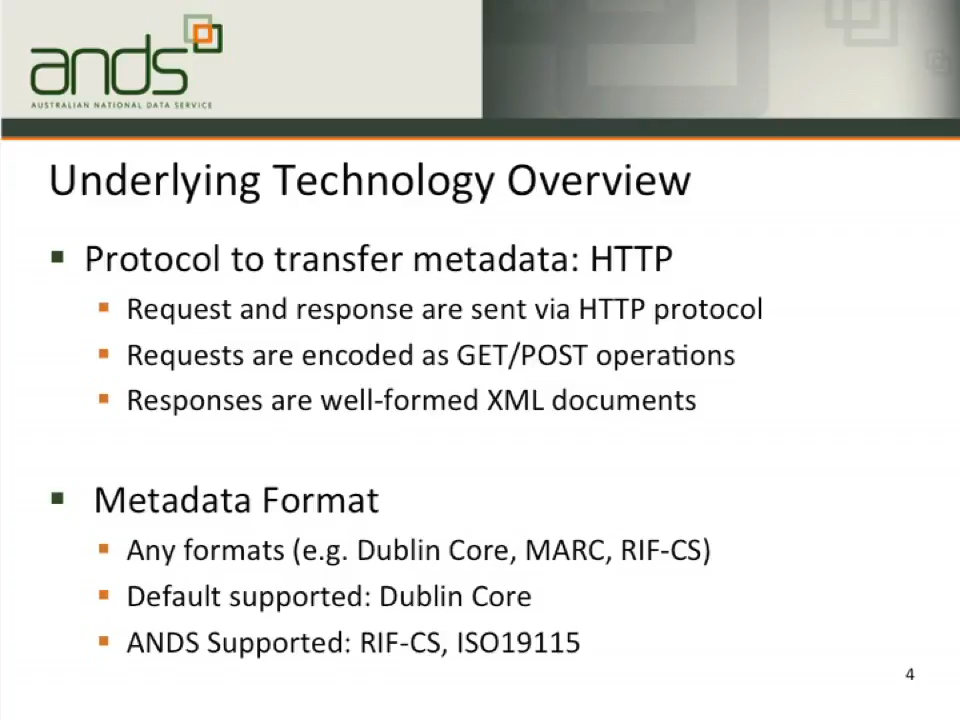 ands
AUSTRALIAN NATIONAL DATA SERVICE
Underlying Technology Overview
Protocol to transfer metadata: HTTP
Request and response are sent via HTTP protocol
Requests are encoded as GET/POST operations
Responses are well-formed XML documents
Metadata Format
Any formats (e.g. Dublin Core, MARC, RIF-CS)
Default supported: Dublin Core
ANDS Supported: RIF-CS, ISO19115
4